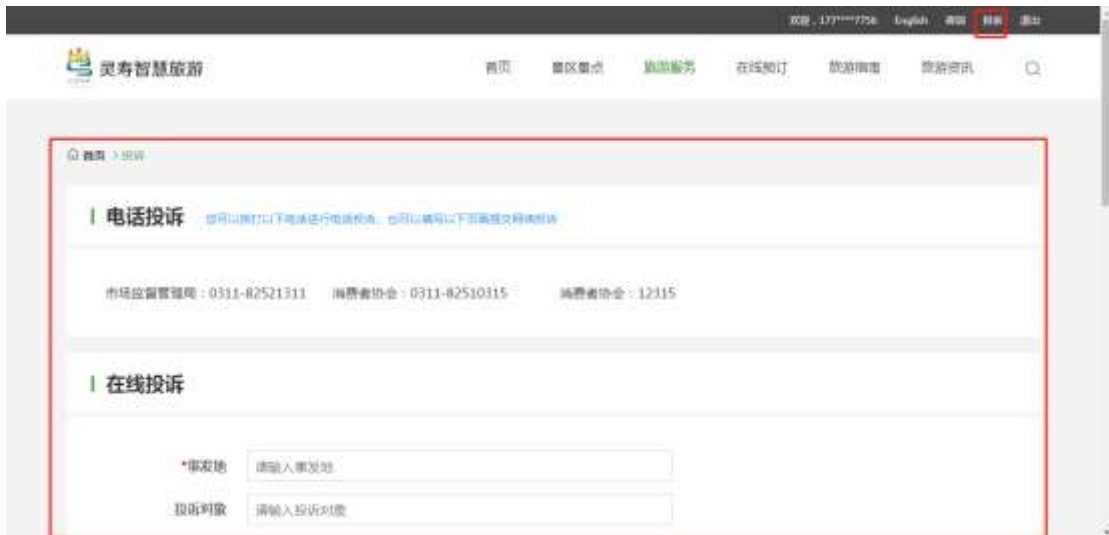 欢迎，177****7756 English 商铺 投诉 退出
灵寿智慧旅游 首页 景区景点 旅游服务 在线预订 旅游指南 旅游资讯
首页 > 投诉
电话投诉 您可以拨打以下电话进行电话投诉，也可以填写以下页面提交网络投诉
市场监督管理局：0311-82521311 消费者协会：0311-82510315 消费者协会：12315
在线投诉
*事发地 请输入事发地
投诉对象 请输入投诉对象